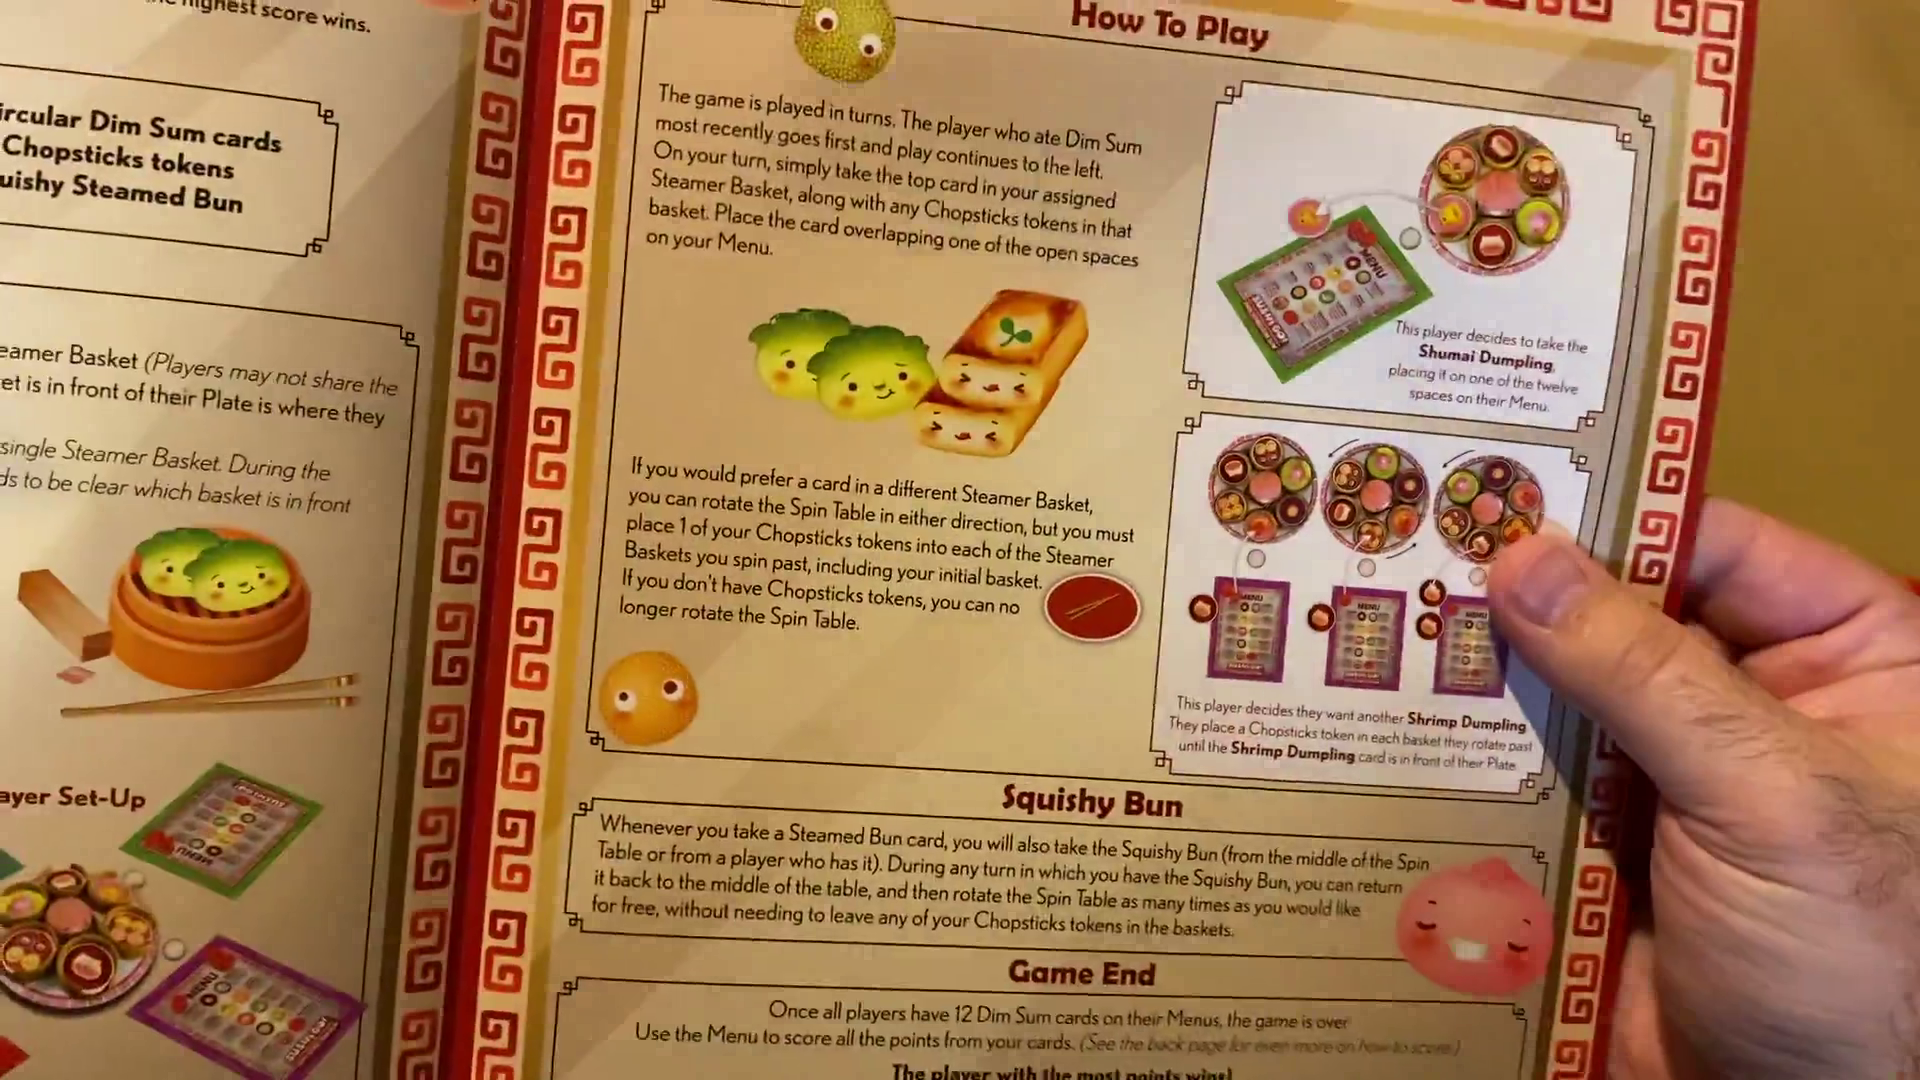 highest score wins.
Circular Dim Sum cards
Chopsticks tokens
Squishy Steamed Bun
Steamer Basket (Players may not share the
is in front of their Plate is where they
single Steamer Basket. During the
to be clear which basket is in front
Player Set-Up
How To Play
The game is played in turns. The player who ate Dim Sum
most recently goes first and play continues to the left.
On your turn, simply take the top card in your assigned
Steamer Basket, along with any Chopsticks tokens in that
basket. Place the card overlapping one of the open spaces
on your Menu.
If you would prefer a card in a different Steamer Basket,
you can rotate the Spin Table in either direction, but you must
place 1 of your Chopsticks tokens into each of the Steamer
Baskets you spin past, including your initial basket.
If you don't have Chopsticks tokens, you can no
longer rotate the Spin Table.
MENU
This player decides to take the
Shumai Dumpling,
placing it on one of the twelve
spaces on their Menu.
MENU
MENU
MENU
This player decides they want another Shrimp Dumpling
They place a Chopsticks token in each basket they rotate past
until the Shrimp Dumpling card is in front of their Plate
Squishy Bun
Whenever you take a Steamed Bun card, you will also take the Squishy Bun (from the middle of the Spin
Table or from a player who has it). During any turn in which you have the Squishy Bun, you can return
it back to the middle of the table, and then rotate the Spin Table as many times as you would like
for free, without needing to leave any of your Chopsticks tokens in the baskets.
Game End
Once all players have 12 Dim Sum cards on their Menus, the game is over
Use the Menu to score all the points from your cards. (See the back page for even more on how to score)
The player with the most points wins!
MENU
MENU